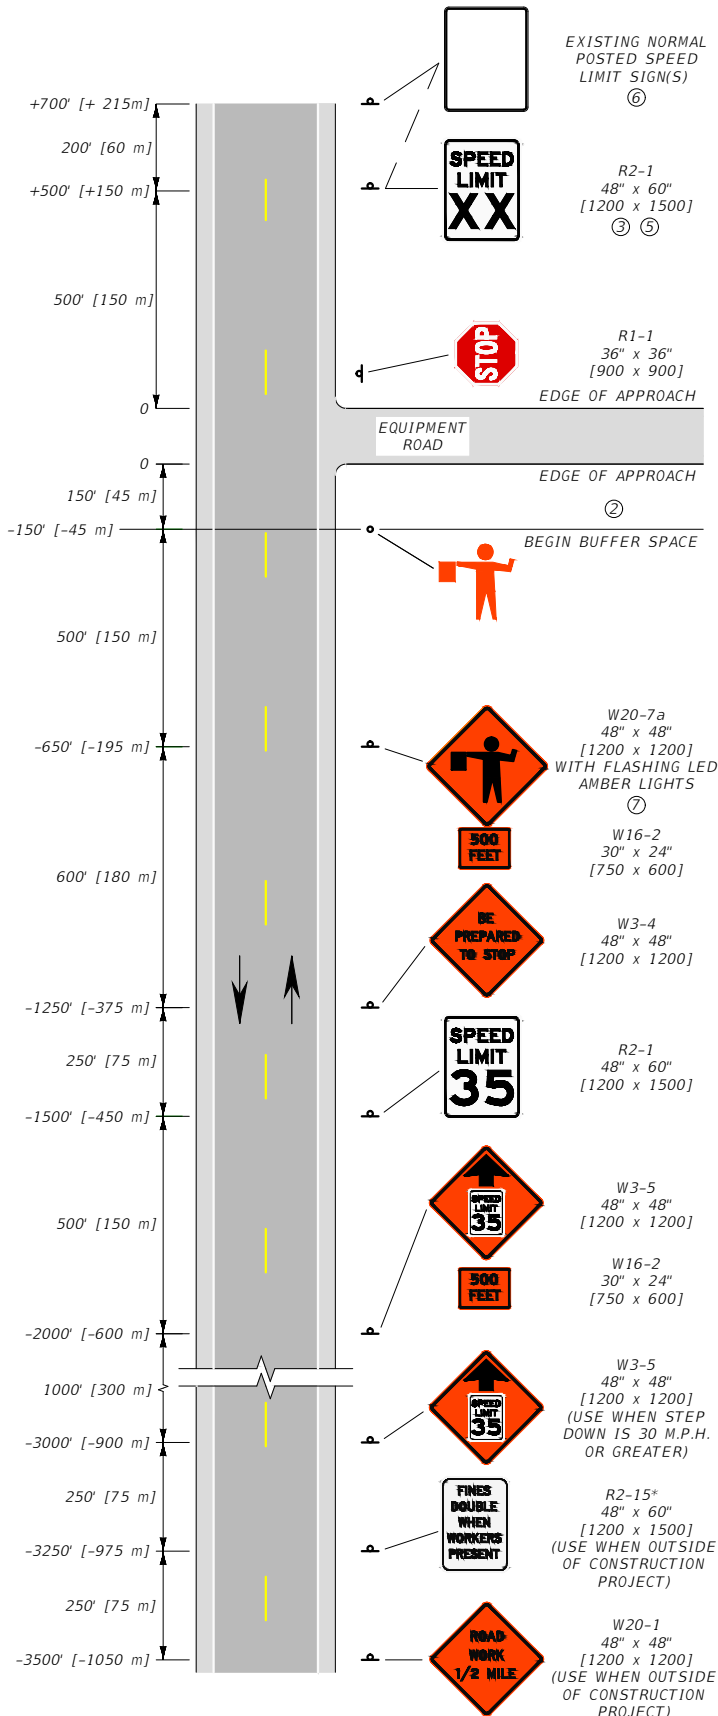 EXISTING NORMAL
POSTED SPEED
LIMIT SIGN(S)
6
+700' [+ 215m]
200' [60 m]
+500' [+150 m]
SPEED
LIMIT
XX
R2-1
48" x 60"
[1200 x 1500]
3 5
500' [150 m]
STOP
R1-1
36" x 36"
[900 x 900]
EDGE OF APPROACH
0
EQUIPMENT
ROAD
0
EDGE OF APPROACH
150' [45 m]
2
-150' [-45 m]
BEGIN BUFFER SPACE
500' [150 m]
-650' [-195 m]
W20-7a
48" x 48"
[1200 x 1200]
WITH FLASHING LED
AMBER LIGHTS
7
500
FEET
W16-2
30" x 24"
[750 x 600]
600' [180 m]
BE
PREPARED
TO STOP
W3-4
48" x 48"
[1200 x 1200]
-1250' [-375 m]
250' [75 m]
SPEED
LIMIT
35
R2-1
48" x 60"
[1200 x 1500]
-1500' [-450 m]
500' [150 m]
SPEED
LIMIT
35
W3-5
48" x 48"
[1200 x 1200]
500
FEET
W16-2
30" x 24"
[750 x 600]
-2000' [-600 m]
1000' [300 m]
SPEED
LIMIT
35
W3-5
48" x 48"
[1200 x 1200]
(USE WHEN STEP
DOWN IS 30 M.P.H.
OR GREATER)
-3000' [-900 m]
250' [75 m]
FINES
DOUBLE
WHEN
WORKERS
PRESENT
R2-15*
48" x 60"
[1200 x 1500]
(USE WHEN OUTSIDE
OF CONSTRUCTION
PROJECT)
-3250' [-975 m]
250' [75 m]
-3500' [-1050 m]
ROAD
WORK
1/2 MILE
W20-1
48" x 48"
[1200 x 1200]
(USE WHEN OUTSIDE
OF CONSTRUCTION
PROJECT)